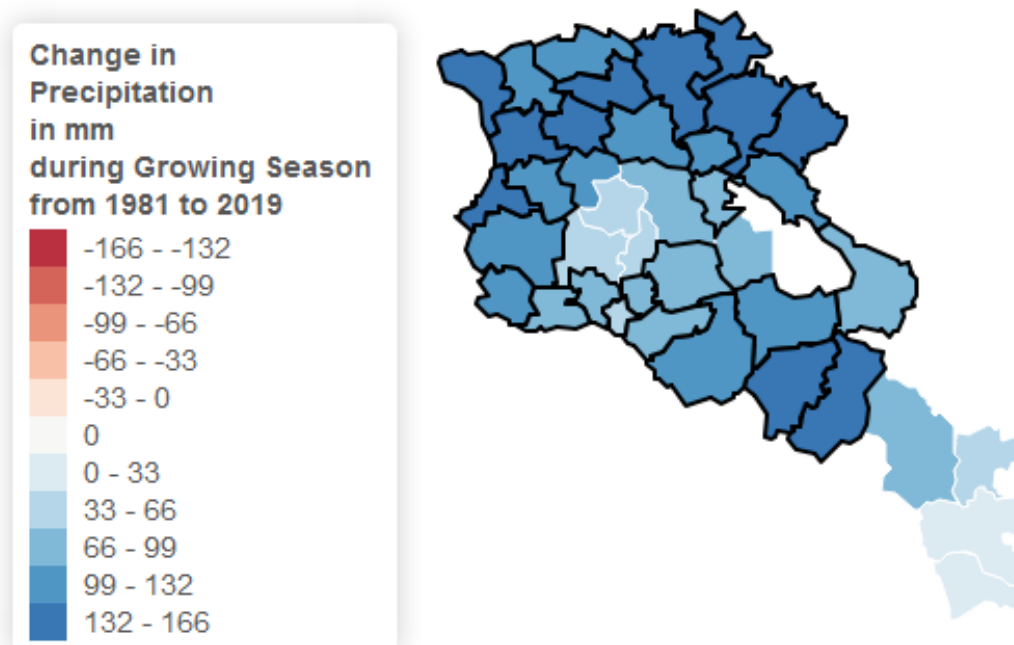 Change in
Precipitation
in mm
during Growing Season
from 1981 to 2019
-166 - -132
-132 - -99
-99 - -66
-66 - -33
-33 - 0
0
0 - 33
33 - 66
66 - 99
99 - 132
132 - 166